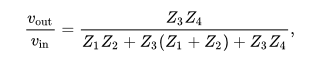 v_out / v_in = Z_3 Z_4 / (Z_1 Z_2 + Z_3(Z_1 + Z_2) + Z_3 Z_4),